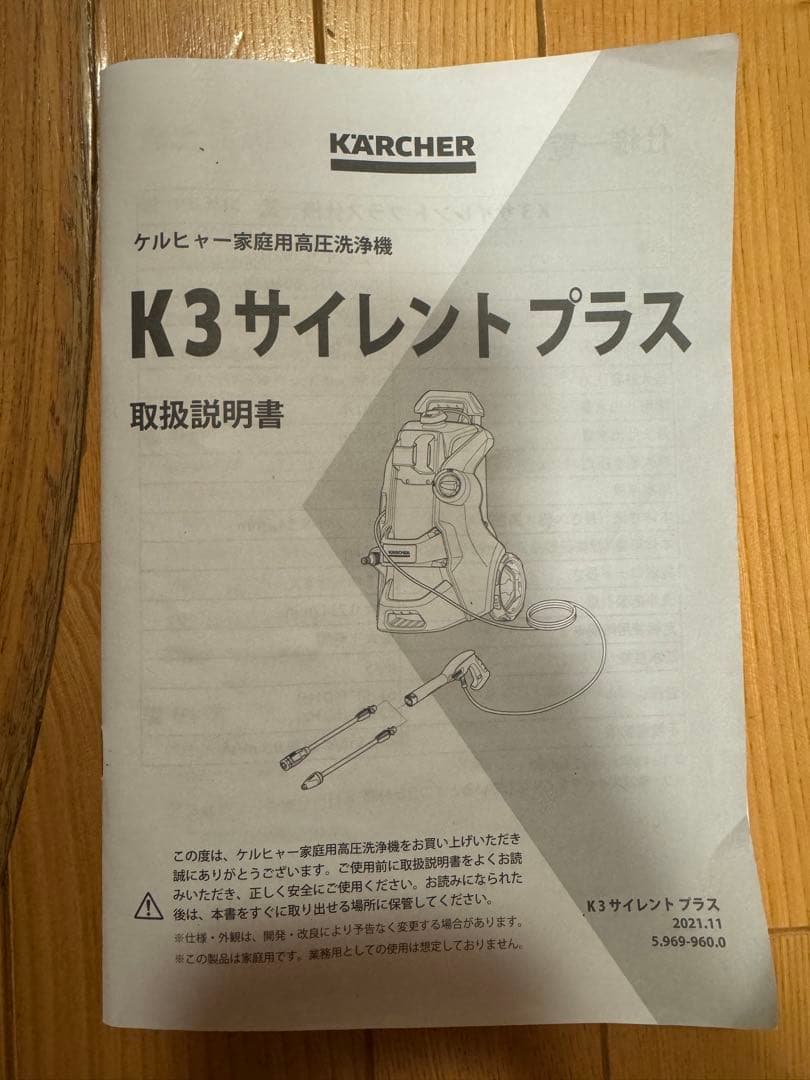 KÄRCHER
ケルヒャー家庭用高圧洗浄機
K3サイレント プラス
取扱説明書
KÄRCHER
この度は、ケルヒャー家庭用高圧洗浄機をお買い上げいただき
誠にありがとうございます。ご使用前に取扱説明書をよくお読
みいただき、正しく安全にご使用ください。お読みになられた
後は、本書をすぐに取り出せる場所に保管してください。
※仕様・外観は、開発・改良により予告なく変更する場合があります。
※この製品は家庭用です。業務用としての使用は想定しておりません。
K3サイレント プラス
2021.11
5.969-960.0